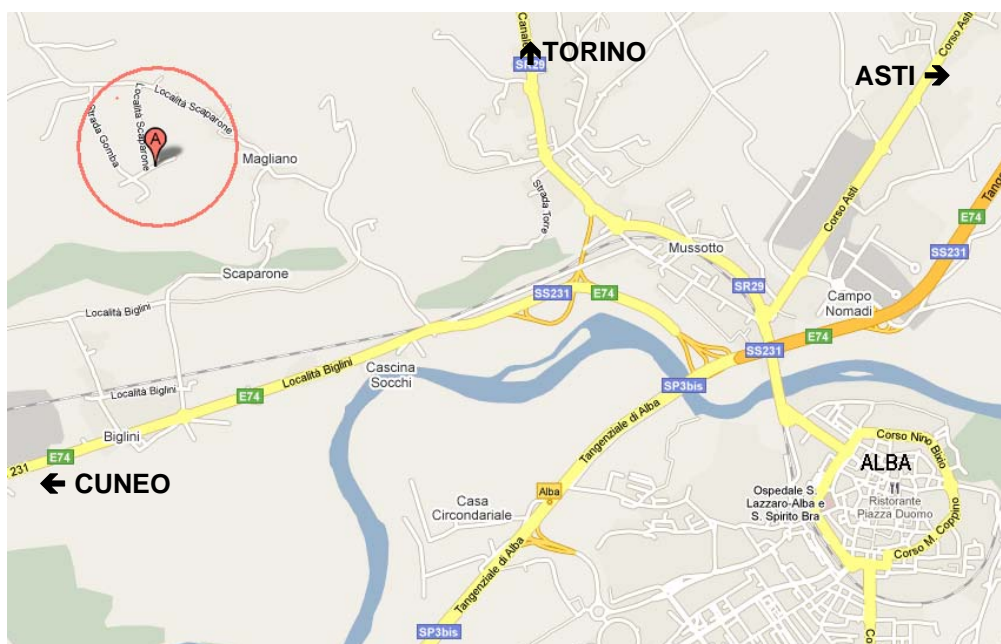 Canali
SR29
TORINO
Corso Asti
ASTI
Località Scaparone
Località Scaparone
Strada Gomba
A
Magliano
Strada Torre
Corso Asti
E74
SS231
Mussotto
Scaparone
SR29
Campo
Nomadi
Località Biglini
SS231
E74
E74
SS231
Località Biglini
Cascina
Socchi
SP3bis
E74
Località Biglini
Tangenziale di Alba
Biglini
Corso Nino Bixio
E74
231
ALBA
CUNEO
Alba
Casa
Circondariale
Ospedale S.
Lazzaro-Alba e
S. Spirito Bra
Ristorante
Piazza Duomo
Corso M. Coppino
Tangenziale di Alba
SP3bis